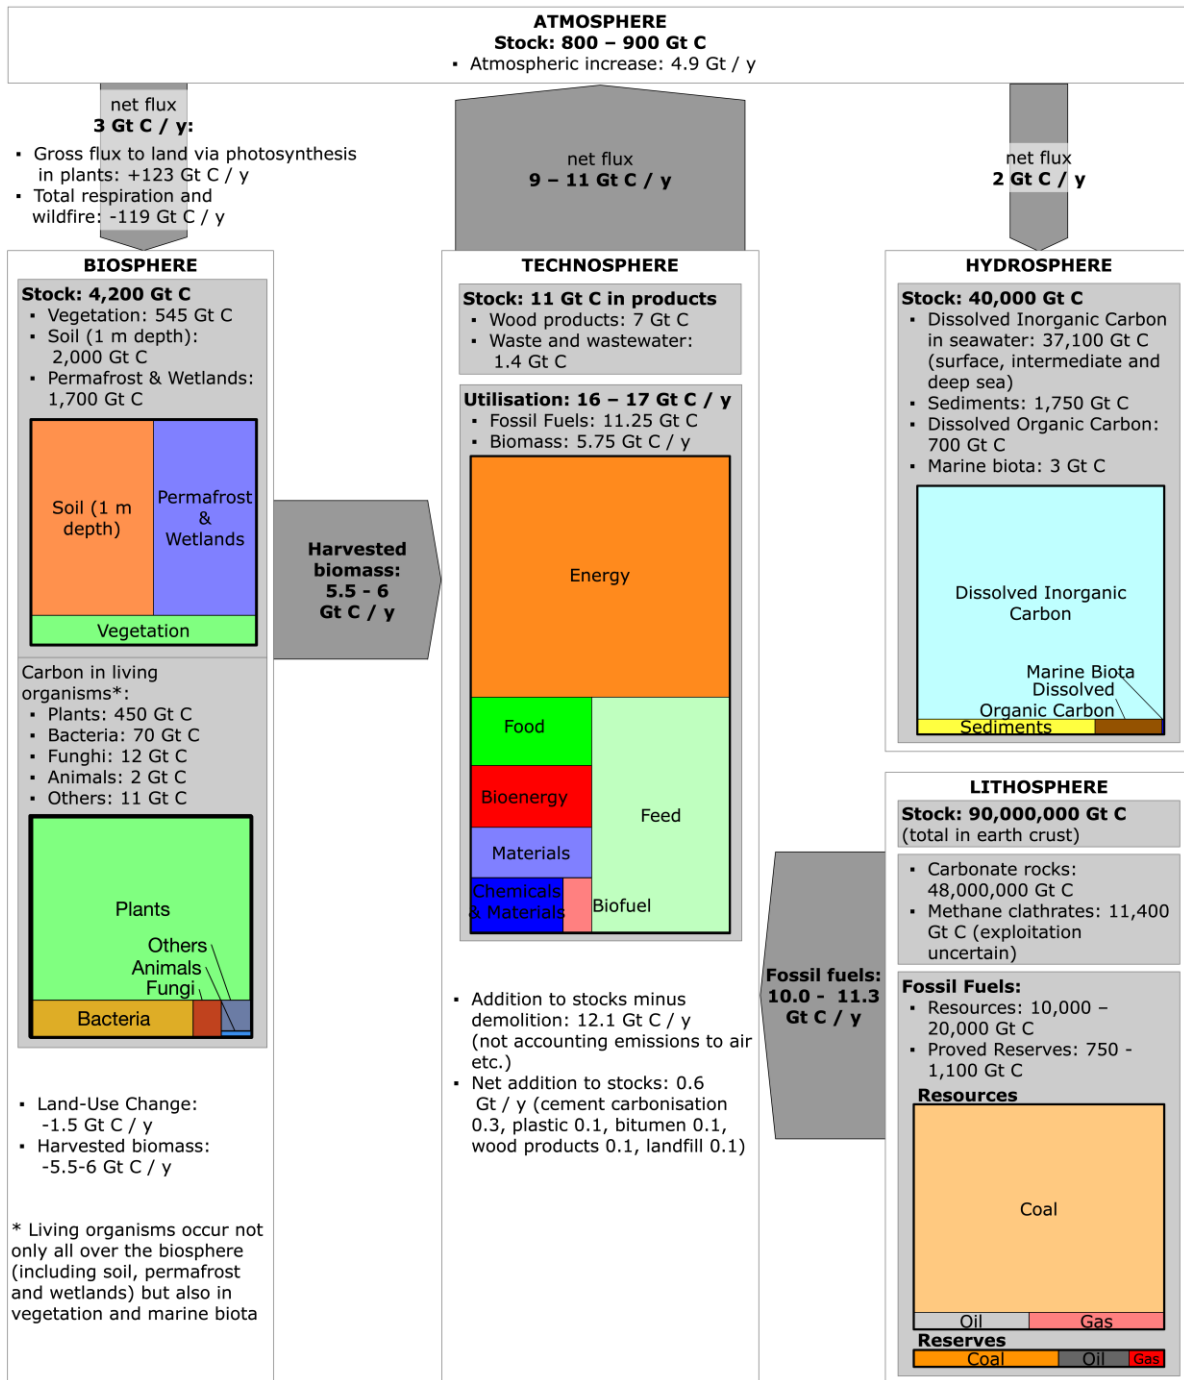 ATMOSPHERE
Stock: 800 – 900 Gt C
▪ Atmospheric increase: 4.9 Gt / y
net flux
3 Gt C / y:
▪ Gross flux to land via photosynthesis
in plants: +123 Gt C / y
▪ Total respiration and
wildfire: -119 Gt C / y
net flux
9 – 11 Gt C / y
net flux
2 Gt C / y
BIOSPHERE
Stock: 4,200 Gt C
▪ Vegetation: 545 Gt C
▪ Soil (1 m depth):
2,000 Gt C
▪ Permafrost & Wetlands:
1,700 Gt C
Soil (1 m
depth)
Permafrost
&
Wetlands
Vegetation
Carbon in living
organisms*:
▪ Plants: 450 Gt C
▪ Bacteria: 70 Gt C
▪ Funghi: 12 Gt C
▪ Animals: 2 Gt C
▪ Others: 11 Gt C
Plants
Others
Animals
Fungi
Bacteria
▪ Land-Use Change:
-1.5 Gt C / y
▪ Harvested biomass:
-5.5-6 Gt C / y
* Living organisms occur not
only all over the biosphere
(including soil, permafrost
and wetlands) but also in
vegetation and marine biota
Harvested
biomass:
5.5 - 6
Gt C / y
TECHNOSPHERE
Stock: 11 Gt C in products
▪ Wood products: 7 Gt C
▪ Waste and wastewater:
1.4 Gt C
Utilisation: 16 – 17 Gt C / y
▪ Fossil Fuels: 11.25 Gt C
▪ Biomass: 5.75 Gt C / y
Energy
Food
Bioenergy
Materials
Chemicals
& Materials
Biofuel
Feed
▪ Addition to stocks minus
demolition: 12.1 Gt C / y
(not accounting emissions to air
etc.)
▪ Net addition to stocks: 0.6
Gt / y (cement carbonisation
0.3, plastic 0.1, bitumen 0.1,
wood products 0.1, landfill 0.1)
Fossil fuels:
10.0 - 11.3
Gt C / y
HYDROSPHERE
Stock: 40,000 Gt C
▪ Dissolved Inorganic Carbon
in seawater: 37,100 Gt C
(surface, intermediate and
deep sea)
▪ Sediments: 1,750 Gt C
▪ Dissolved Organic Carbon:
700 Gt C
▪ Marine biota: 3 Gt C
Dissolved Inorganic
Carbon
Marine Biota
Dissolved
Organic Carbon
Sediments
LITHOSPHERE
Stock: 90,000,000 Gt C
(total in earth crust)
▪ Carbonate rocks:
48,000,000 Gt C
▪ Methane clathrates: 11,400
Gt C (exploitation
uncertain)
Fossil Fuels:
▪ Resources: 10,000 –
20,000 Gt C
▪ Proved Reserves: 750 -
1,100 Gt C
Resources
Coal
Oil
Gas
Reserves
Coal
Oil
Gas